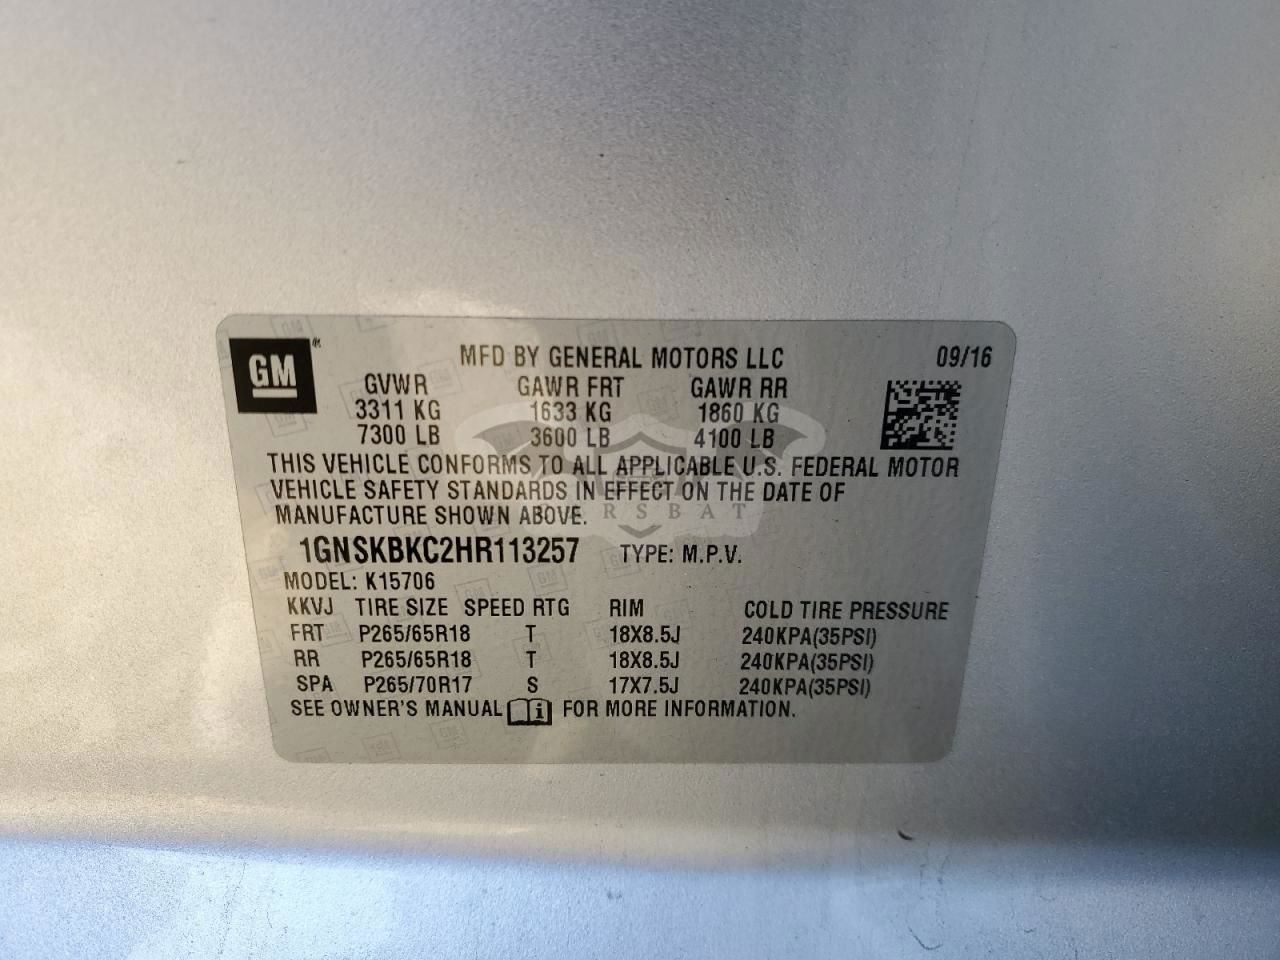 GM
MFD BY GENERAL MOTORS LLC 09/16
GVWR GAWR FRT GAWR RR
3311 KG 1633 KG 1860 KG
7300 LB 3600 LB 4100 LB
THIS VEHICLE CONFORMS TO ALL APPLICABLE U.S. FEDERAL MOTOR
VEHICLE SAFETY STANDARDS IN EFFECT ON THE DATE OF
MANUFACTURE SHOWN ABOVE.
1GNSKBKC2HR113257 TYPE: M.P.V.
MODEL: K15706
KKVJ TIRE SIZE SPEED RTG RIM COLD TIRE PRESSURE
FRT P265/65R18 T 18X8.5J 240KPA(35PSI)
RR P265/65R18 T 18X8.5J 240KPA(35PSI)
SPA P265/70R17 S 17X7.5J 240KPA(35PSI)
SEE OWNER'S MANUAL i FOR MORE INFORMATION.